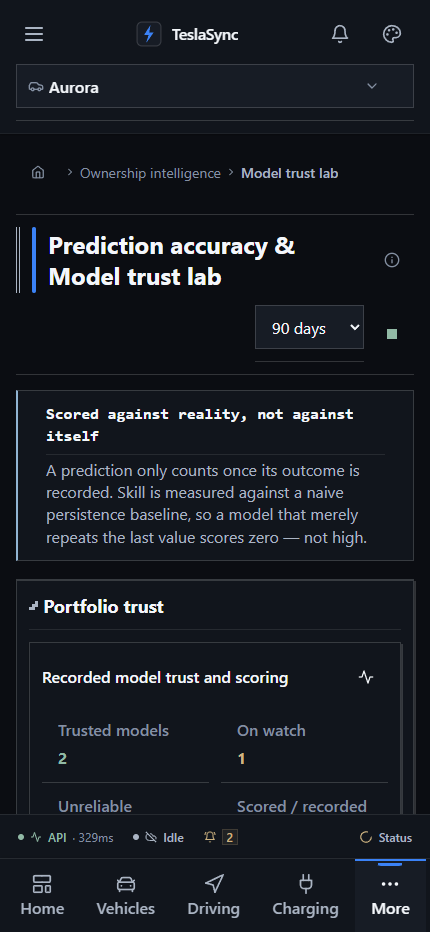 TeslaSync
Aurora
Ownership intelligence
Model trust lab
Prediction accuracy &
Model trust lab
90 days
Scored against reality, not against
itself
A prediction only counts once its outcome is
recorded. Skill is measured against a naive
persistence baseline, so a model that merely
repeats the last value scores zero — not high.
Portfolio trust
Recorded model trust and scoring
Trusted models
On watch
2
1
Unreliable
Scored / recorded
API · 329ms
Idle
2
Status
Home
Vehicles
Driving
Charging
More